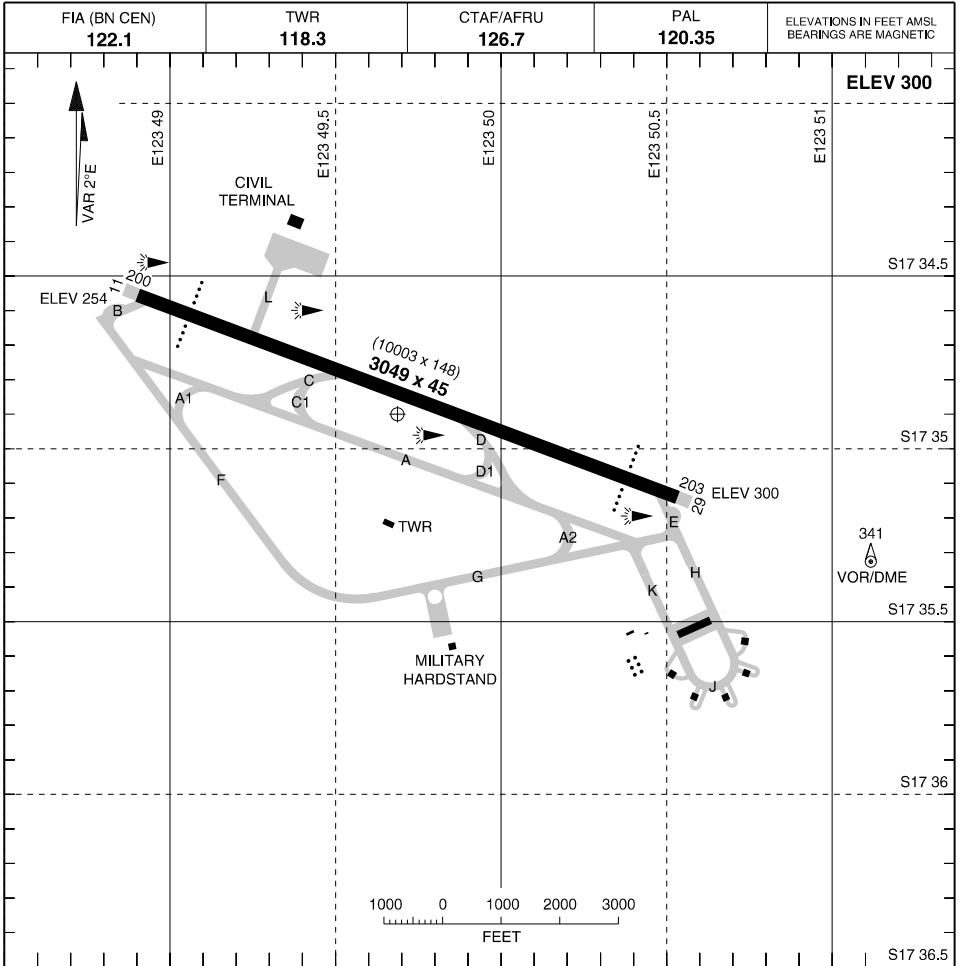 FIA (BN CEN)
122.1
TWR
118.3
CTAF/AFRU
126.7
PAL
120.35
ELEVATIONS IN FEET AMSL
BEARINGS ARE MAGNETIC
ELEV 300
E123 49
E123 49.5
E123 50
E123 50.5
E123 51
VAR 2°E
CIVIL
TERMINAL
S17 34.5
11
200
ELEV 254
B
L
(10003 x 148)
3049 x 45
C
C1
A1
D
S17 35
A
D1
F
203
29
ELEV 300
TWR
E
A2
341
VOR/DME
G
H
K
S17 35.5
MILITARY
HARDSTAND
J
S17 36
1000 0 1000 2000 3000
FEET
S17 36.5